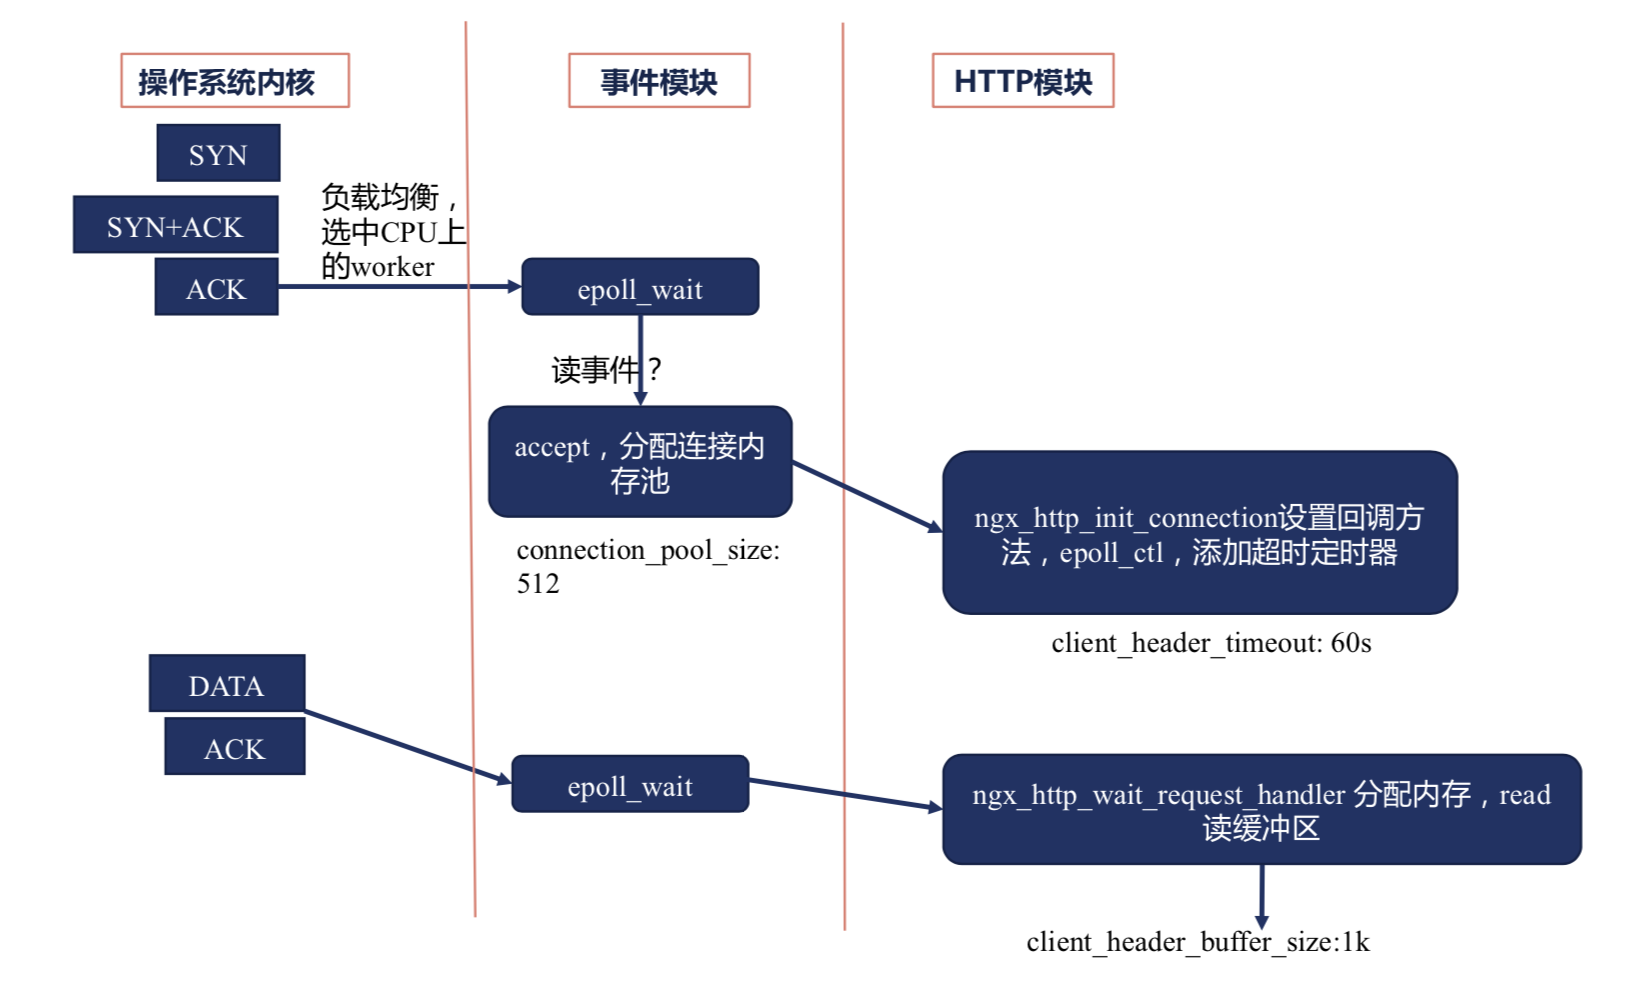 操作系统内核
事件模块
HTTP模块
SYN
SYN+ACK
ACK
负载均衡，
选中CPU上
的worker
epoll_wait
读事件？
accept，分配连接内
存池
connection_pool_size:
512
ngx_http_init_connection设置回调方
法，epoll_ctl，添加超时定时器
client_header_timeout: 60s
DATA
ACK
epoll_wait
ngx_http_wait_request_handler 分配内存，read
读缓冲区
client_header_buffer_size:1k